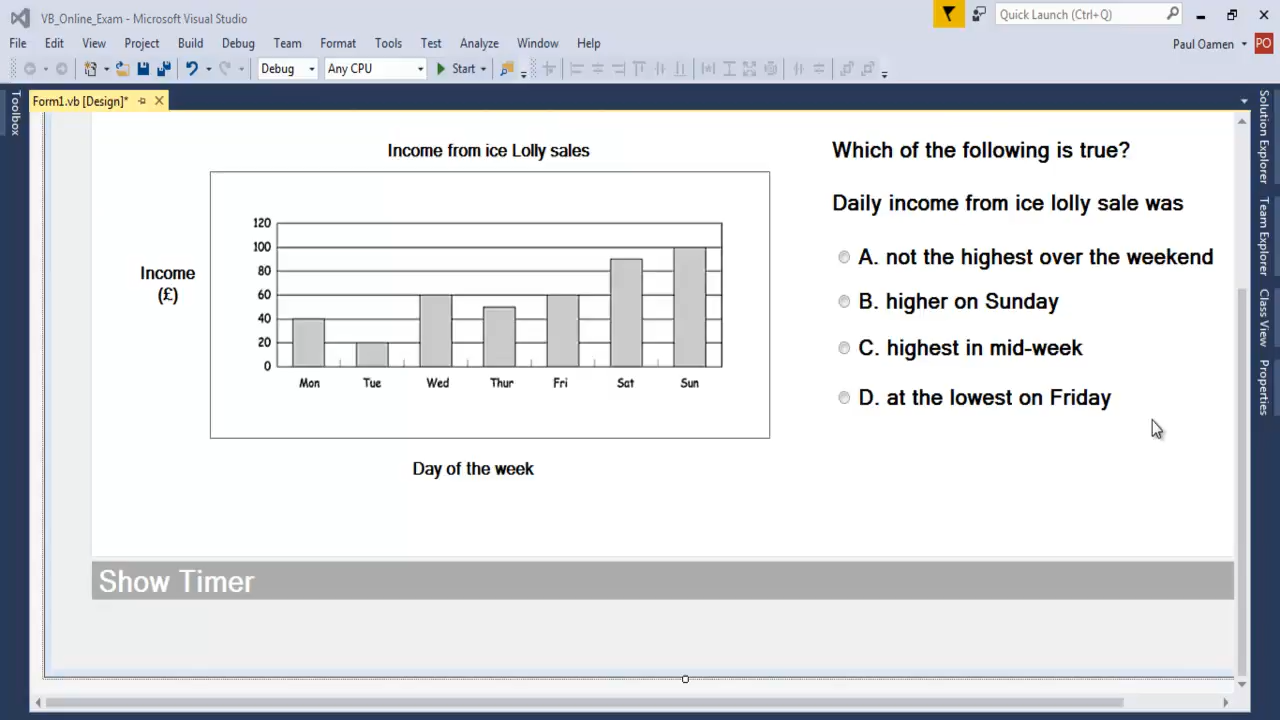 VB_Online_Exam - Microsoft Visual Studio
Quick Launch (Ctrl+Q)
File Edit View Project Build Debug Team Format Tools Test Analyze Window Help
Paul Oamen PO
Debug Any CPU Start
Form1.vb [Design]*
Toolbox
Solution Explorer
Team Explorer
Class View
Properties
Income from ice Lolly sales
Income
(£)
120
100
80
60
40
20
0
Mon Tue Wed Thur Fri Sat Sun
Day of the week
Which of the following is true?
Daily income from ice lolly sale was
A. not the highest over the weekend
B. higher on Sunday
C. highest in mid-week
D. at the lowest on Friday
Show Timer